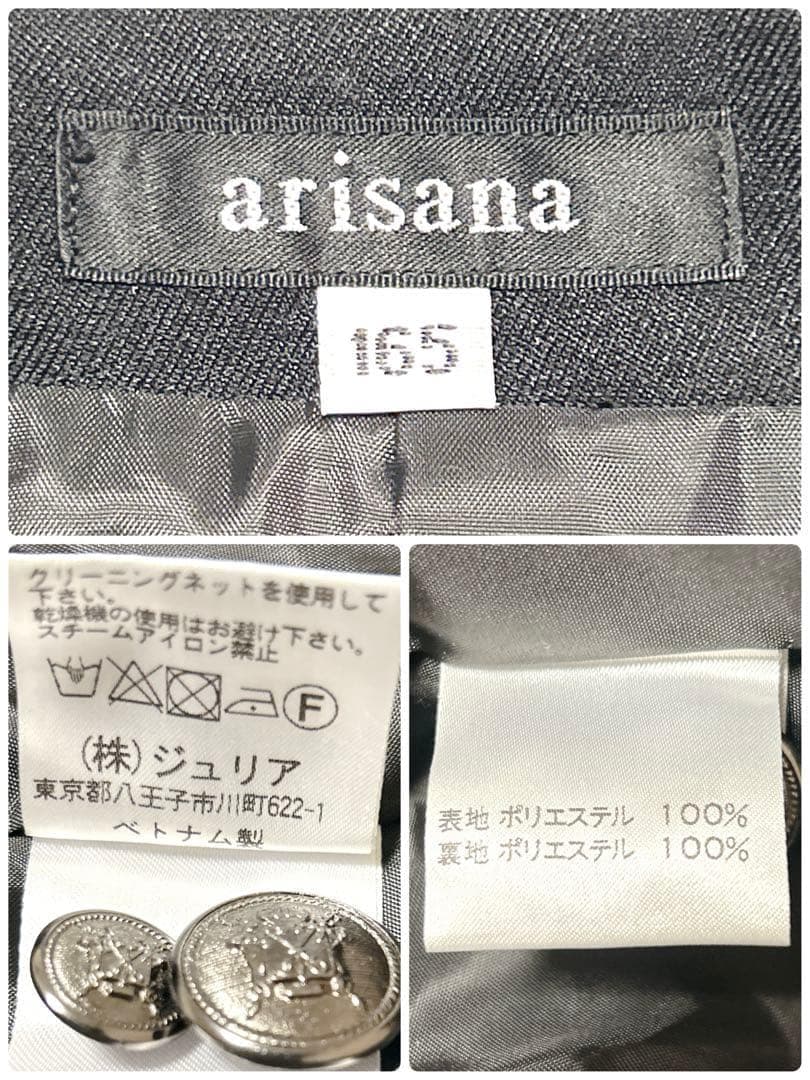 arisana
165
クリーニングネットを使用して
下さい。
乾燥機の使用はお避け下さい。
スチームアイロン禁止
F
(株)ジュリア
東京都八王子市川町622-1
ベトナム製
表地 ポリエステル 100%
裏地 ポリエステル 100%